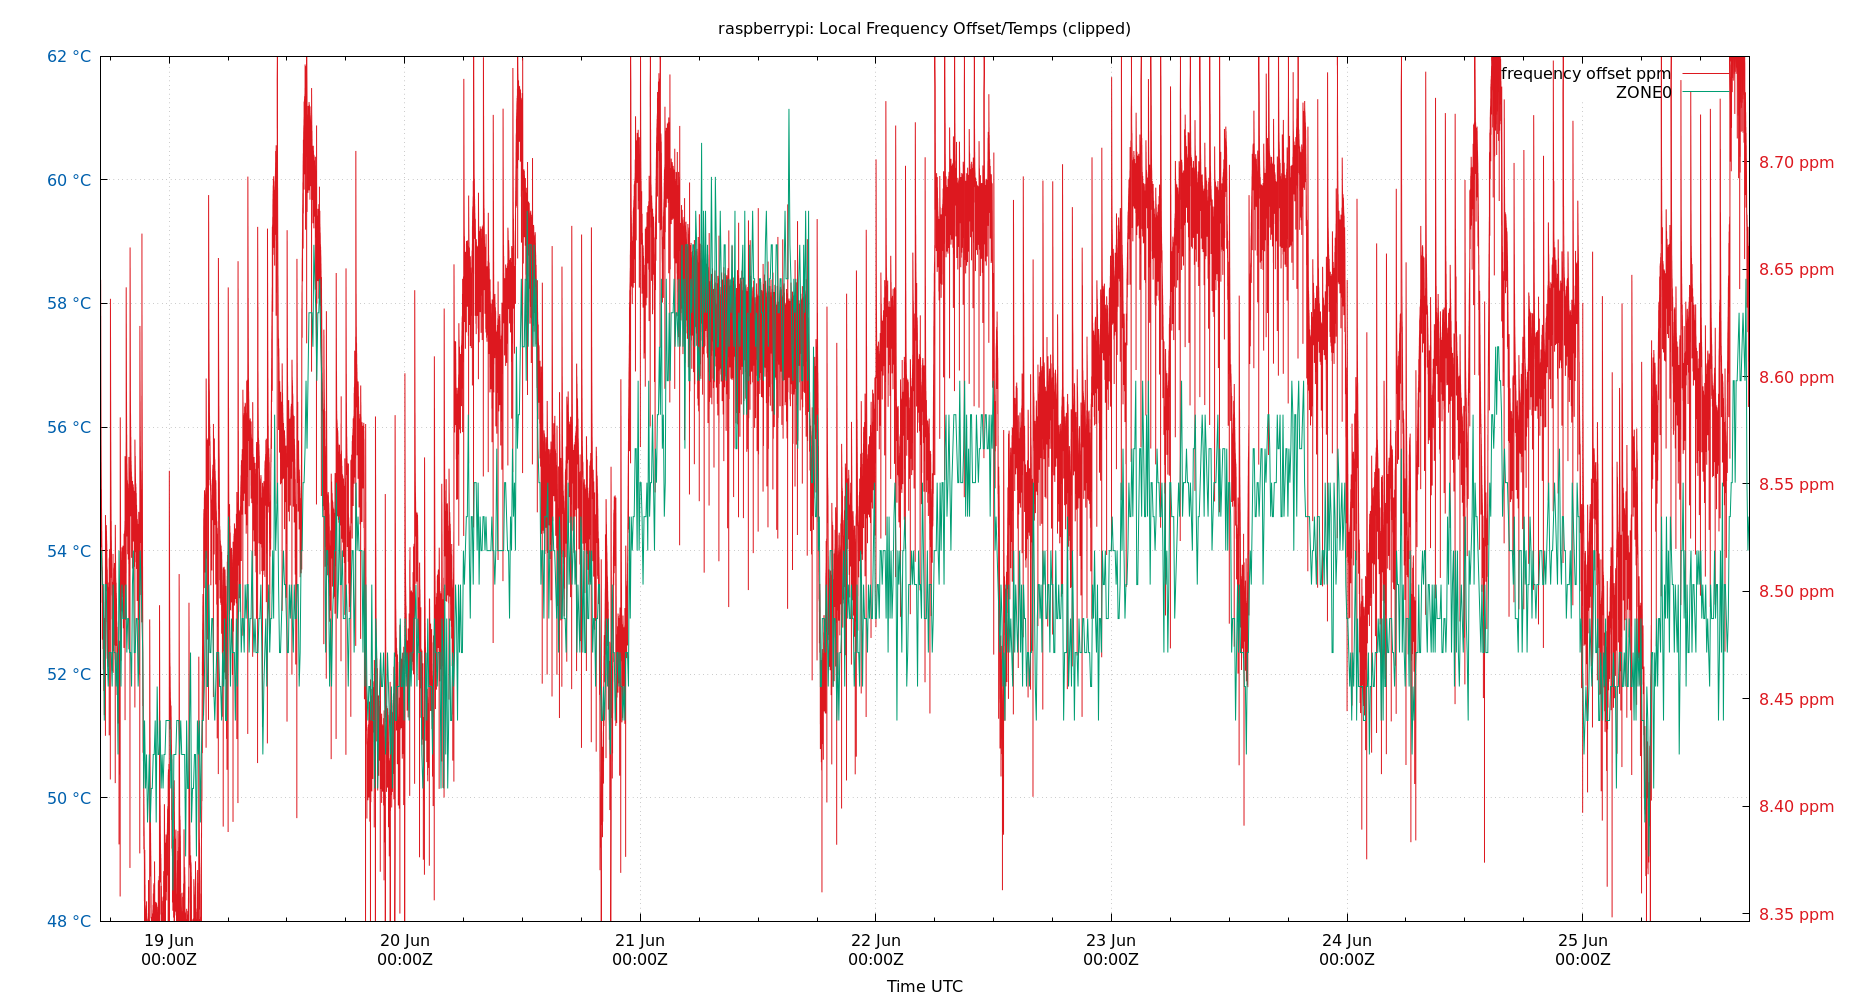 raspberrypi: Local Frequency Offset/Temps (clipped)
62 °C
60 °C
58 °C
56 °C
54 °C
52 °C
50 °C
48 °C
frequency offset ppm
ZONE0
8.70 ppm
8.65 ppm
8.60 ppm
8.55 ppm
8.50 ppm
8.45 ppm
8.40 ppm
8.35 ppm
19 Jun 20 Jun 21 Jun 22 Jun 23 Jun 24 Jun 25 Jun
00:00Z 00:00Z 00:00Z 00:00Z 00:00Z 00:00Z 00:00Z
Time UTC